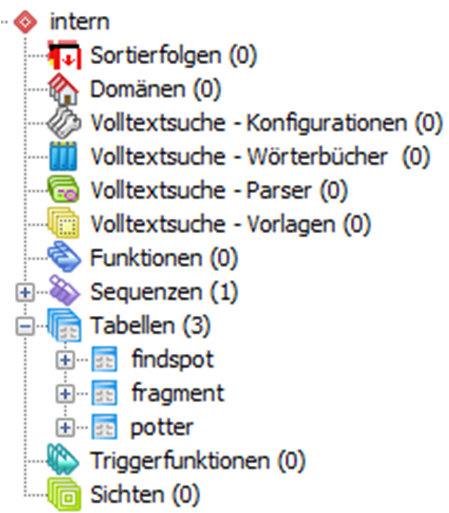 intern
Sortierfolgen (0)
Domänen (0)
Volltextsuche - Konfigurationen (0)
Volltextsuche - Wörterbücher (0)
Volltextsuche - Parser (0)
Volltextsuche - Vorlagen (0)
Funktionen (0)
Sequenzen (1)
Tabellen (3)
findspot
fragment
potter
Triggerfunktionen (0)
Sichten (0)